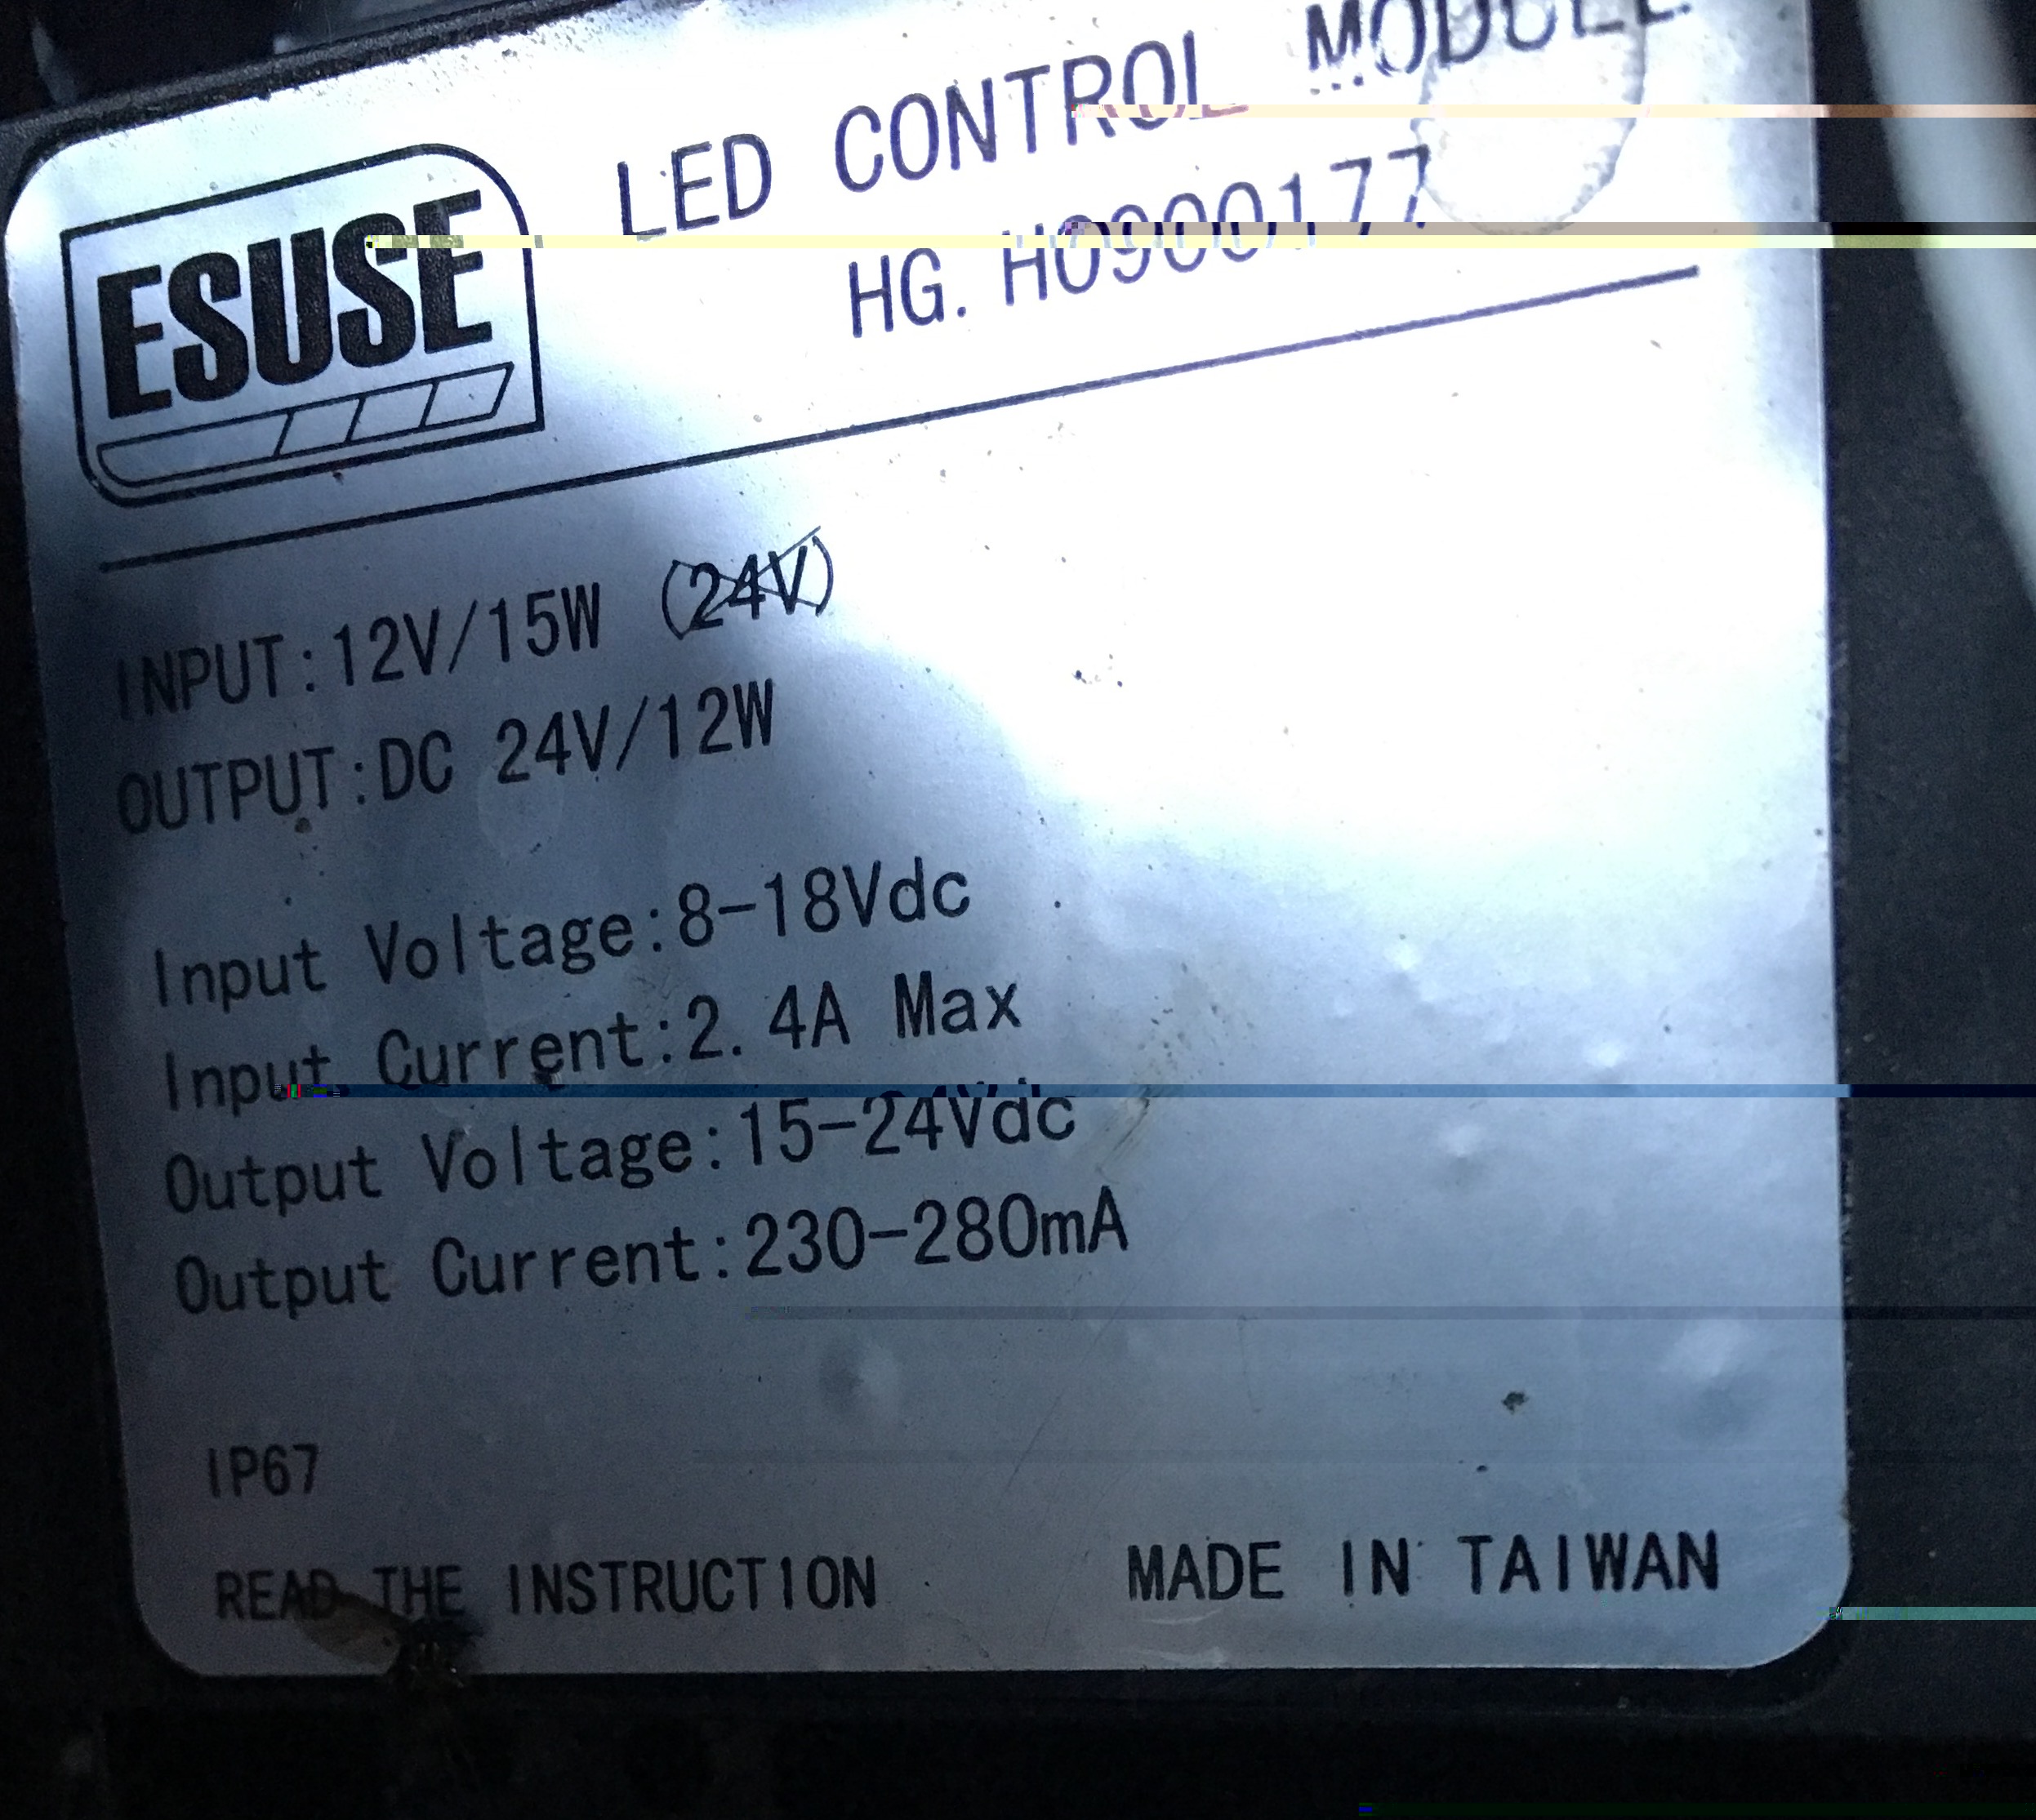 ESUSE
LED CONTROL MODULE
HG. H0900177
INPUT:12V/15W (24V)
OUTPUT:DC 24V/12W
Input Voltage:8-18Vdc
Input Current:2.4A Max
Output Voltage:15-24Vdc
Output Current:230-280mA
IP67
READ THE INSTRUCTION
MADE IN TAIWAN